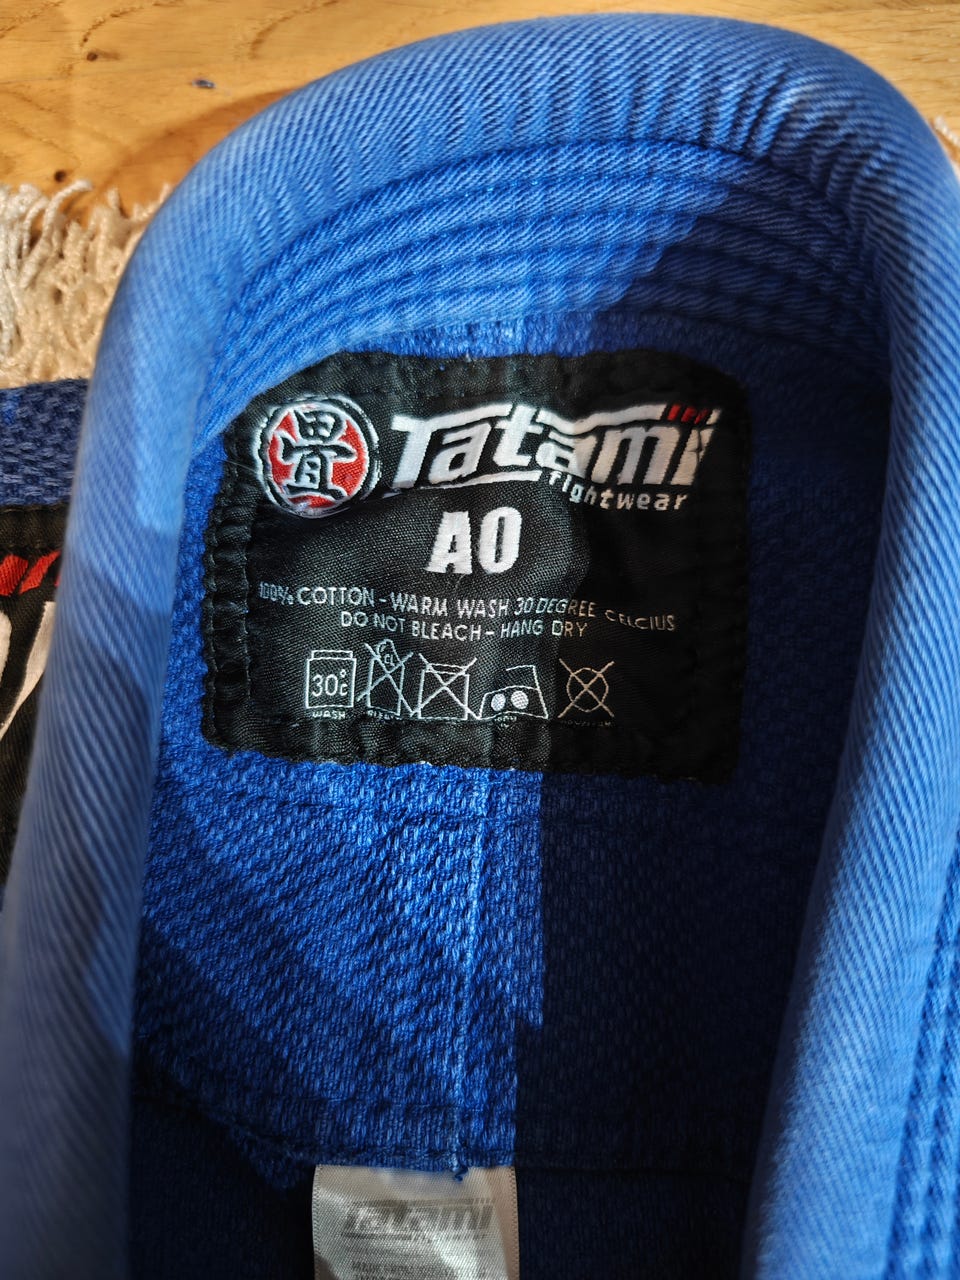 畳
Tatami
fightwear
A0
100% COTTON - WARM WASH 30 DEGREE CELCIUS
DO NOT BLEACH - HANG DRY
30°C
CL
WASH
Tatami